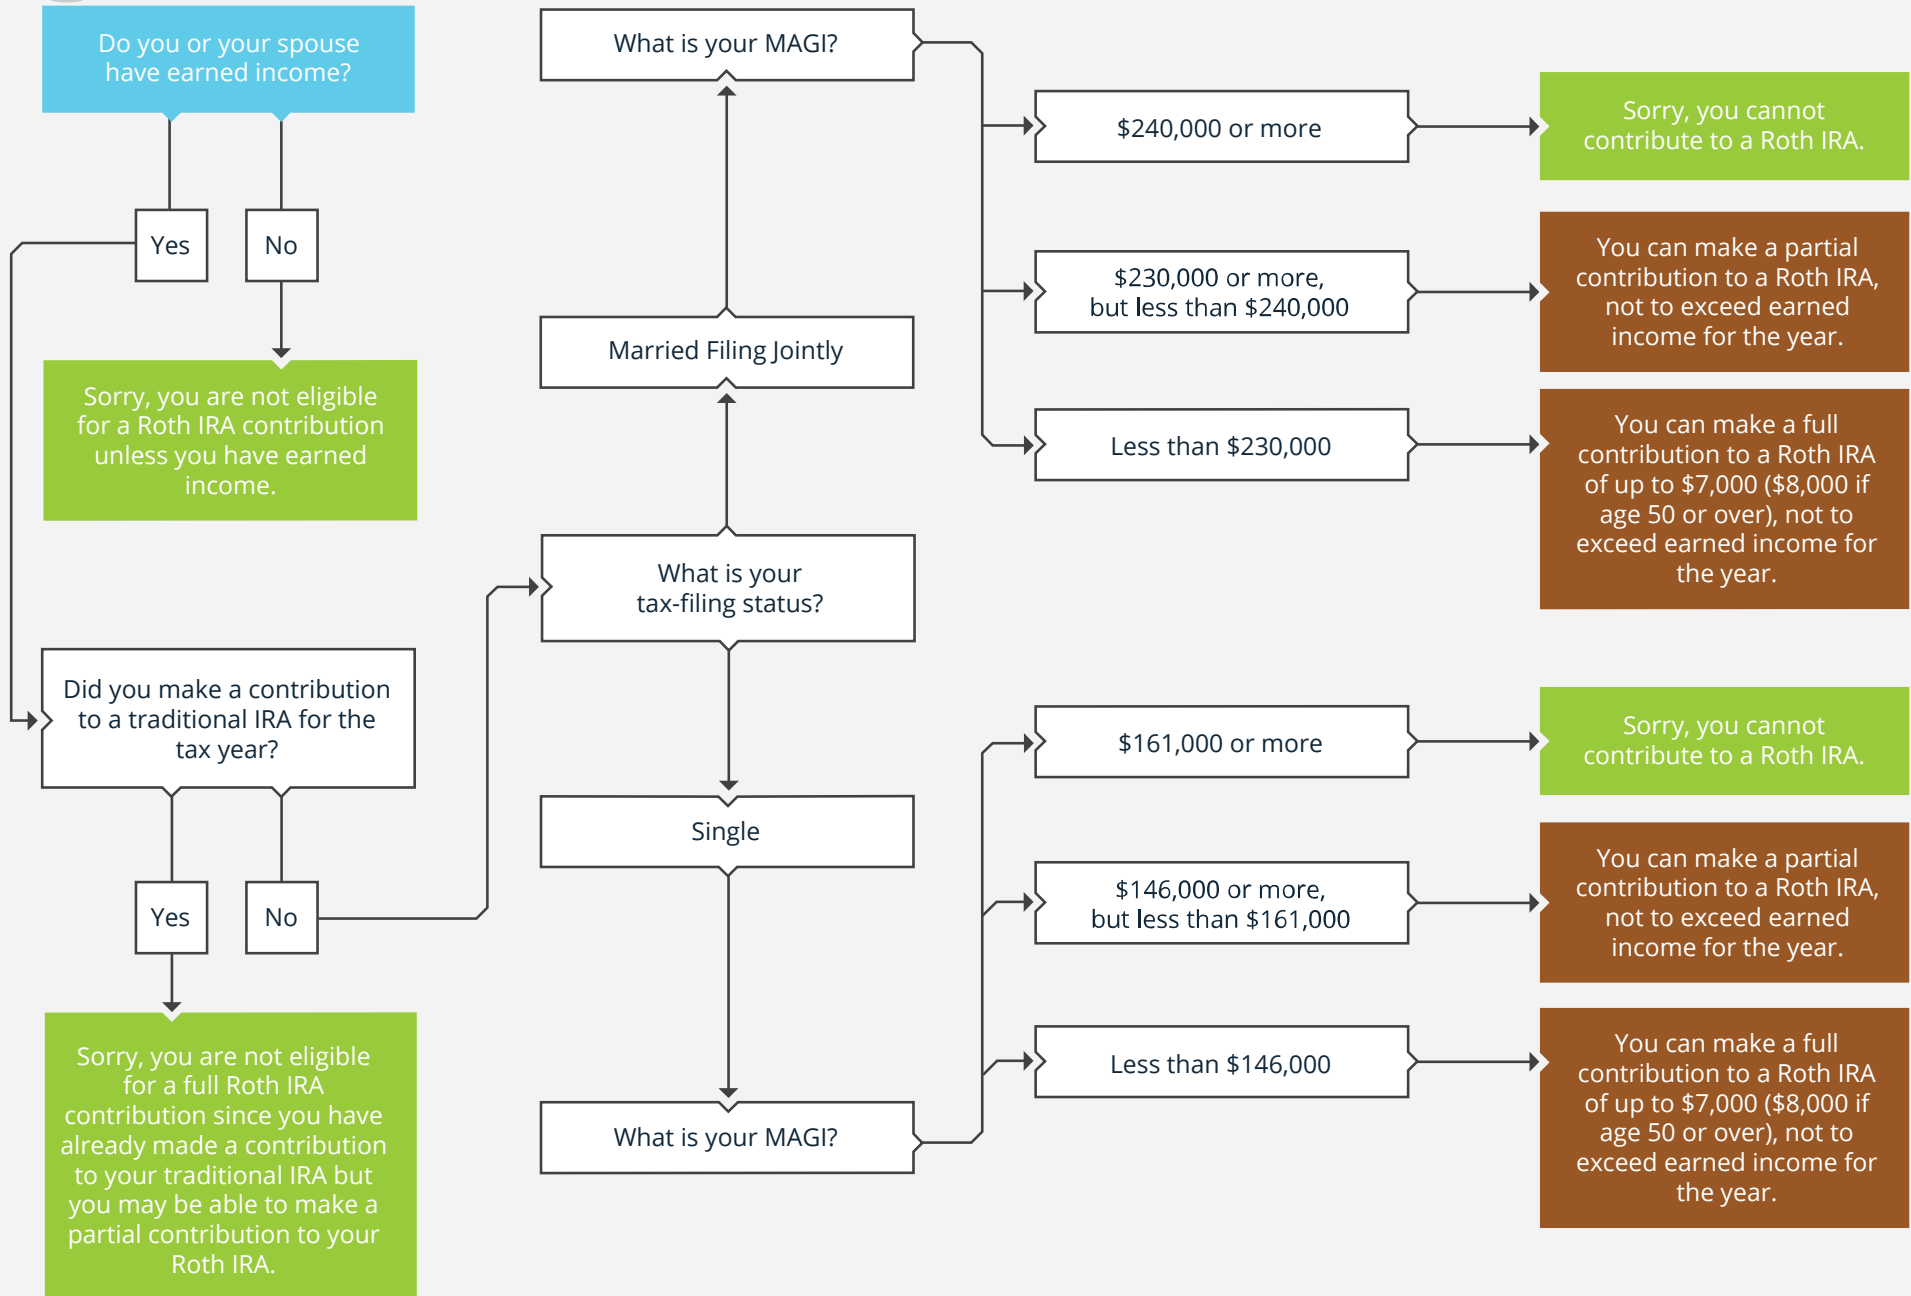 Do you or your spouse
have earned income?
Yes
No
Sorry, you are not eligible
for a Roth IRA contribution
unless you have earned
income.
Did you make a contribution
to a traditional IRA for the
tax year?
Yes
No
Sorry, you are not eligible
for a full Roth IRA
contribution since you have
already made a contribution
to your traditional IRA but
you may be able to make a
partial contribution to your
Roth IRA.
What is your
tax-filing status?
Married Filing Jointly
What is your MAGI?
$240,000 or more
Sorry, you cannot
contribute to a Roth IRA.
$230,000 or more,
but less than $240,000
You can make a partial
contribution to a Roth IRA,
not to exceed earned
income for the year.
Less than $230,000
You can make a full
contribution to a Roth IRA
of up to $7,000 ($8,000 if
age 50 or over), not to
exceed earned income for
the year.
Single
What is your MAGI?
$161,000 or more
Sorry, you cannot
contribute to a Roth IRA.
$146,000 or more,
but less than $161,000
You can make a partial
contribution to a Roth IRA,
not to exceed earned
income for the year.
Less than $146,000
You can make a full
contribution to a Roth IRA
of up to $7,000 ($8,000 if
age 50 or over), not to
exceed earned income for
the year.